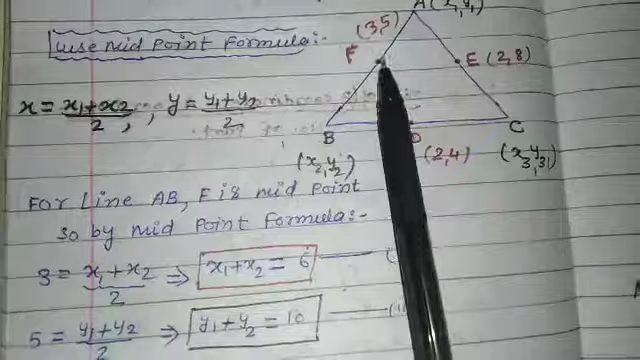 Use mid Point Formula:-
A (x₁, y₁)
(3,5)
F
E (2,8)
x = x₁+x₂/2, , y = y₁+y₂/2
B
D
C
(x₂, y₂)
(2,4)
(x₃, y₃)
For Line AB, F is mid Point
so by mid Point Formula:-
3 = x₁+x₂/2 ⇒ x₁+x₂ = 6
5 = y₁+y₂/2 ⇒ y₁+y₂ = 10